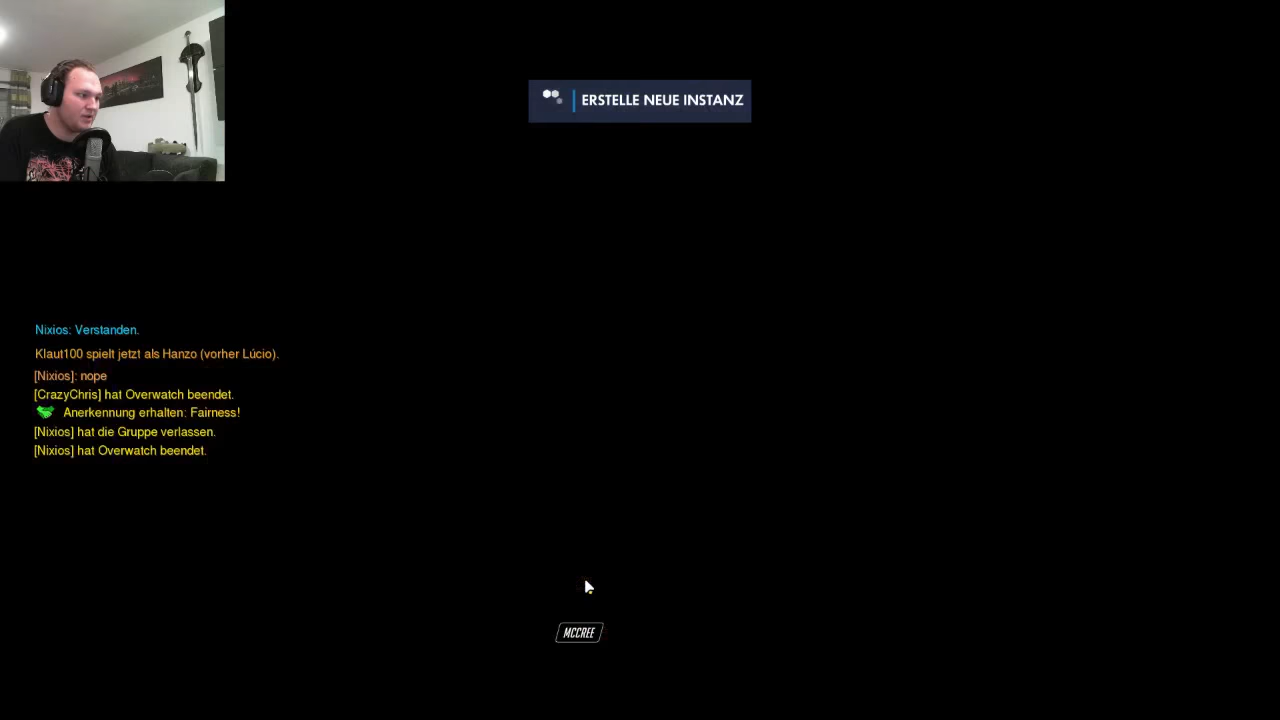 ERSTELLE NEUE INSTANZ
Nixios: Verstanden.
Klaut100 spielt jetzt als Hanzo (vorher Lúcio).
[Nixios]: nope
[CrazyChris] hat Overwatch beendet.
Anerkennung erhalten: Fairness!
[Nixios] hat die Gruppe verlassen.
[Nixios] hat Overwatch beendet.
MCCREE